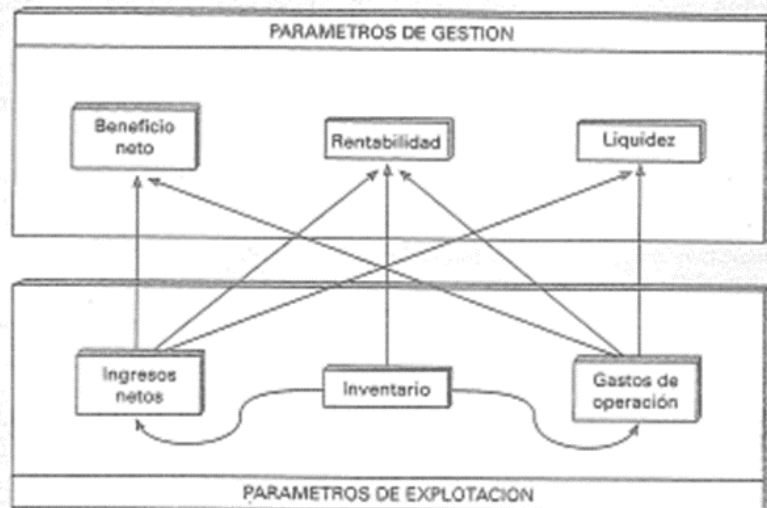 PARAMETROS DE GESTION
Beneficio
neto
Rentabilidad
Liquidez
Ingresos
netos
Inventario
Gastos de
operación
PARAMETROS DE EXPLOTACION